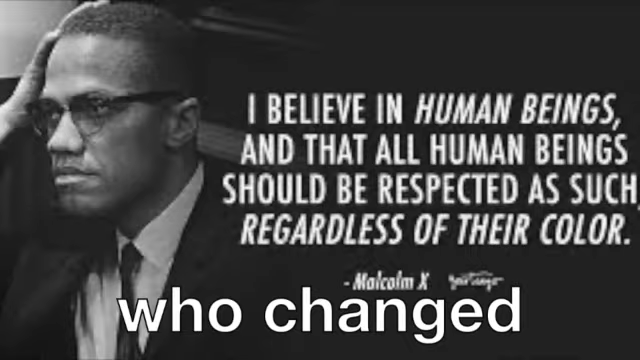 I BELIEVE IN HUMAN BEINGS,
AND THAT ALL HUMAN BEINGS
SHOULD BE RESPECTED AS SUCH
REGARDLESS OF THEIR COLOR.
- Malcolm X
who changed